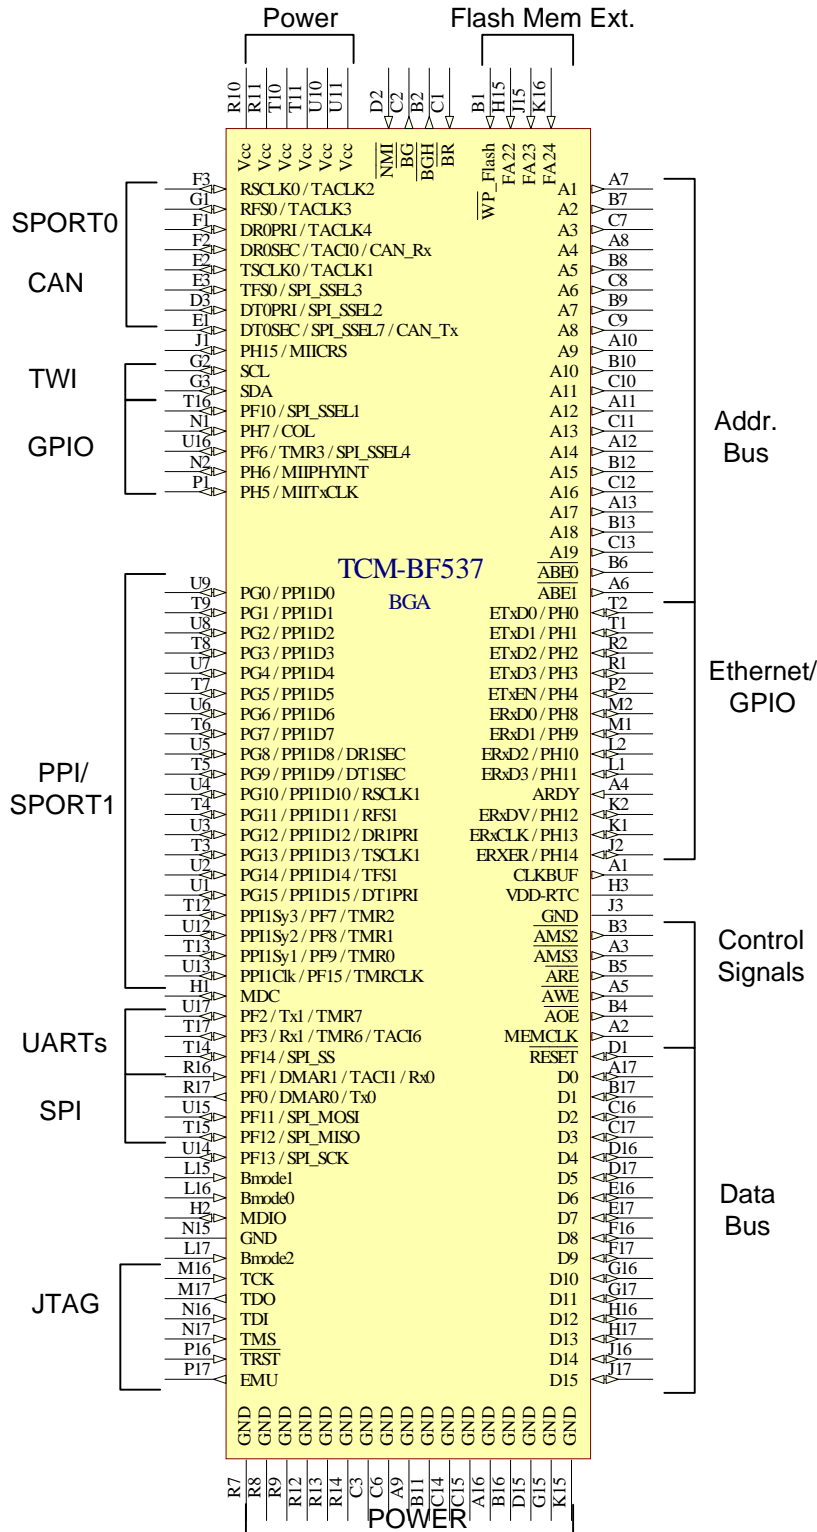 Power
Flash Mem Ext.
R10 R11 T10 T11 U10 U11 D2 C2 B2 C1 B1 H15 J15 K16
Vcc Vcc Vcc Vcc Vcc Vcc NMI BG BGH BR WP_Flash FA22 FA23 FA24
SPORT0
CAN
TWI
GPIO
PPI/
SPORT1
UARTs
SPI
JTAG
F3 RSCLK0 / TACLK2
G1 RFS0 / TACLK3
F1 DR0PRI / TACLK4
F2 DR0SEC / TACI0 / CAN_Rx
E2 TSCLK0 / TACLK1
E3 TFS0 / SPI_SSEL3
D3 DT0PRI / SPI_SSEL2
E1 DT0SEC / SPI_SSEL7 / CAN_Tx
J1 PH15 / MIICRS
G2 SCL
G3 SDA
T16 PF10 / SPI_SSEL1
N1 PH7 / COL
U16 PF6 / TMR3 / SPI_SSEL4
N2 PH6 / MIIPHYINT
P1 PH5 / MIITxCLK
TCM-BF537
BGA
U9 PG0 / PPI1D0
T9 PG1 / PPI1D1
U8 PG2 / PPI1D2
T8 PG3 / PPI1D3
U7 PG4 / PPI1D4
T7 PG5 / PPI1D5
U6 PG6 / PPI1D6
T6 PG7 / PPI1D7
U5 PG8 / PPI1D8 / DR1SEC
T5 PG9 / PPI1D9 / DT1SEC
U4 PG10 / PPI1D10 / RSCLK1
T4 PG11 / PPI1D11 / RFS1
U3 PG12 / PPI1D12 / DR1PRI
T3 PG13 / PPI1D13 / TSCLK1
U2 PG14 / PPI1D14 / TFS1
U1 PG15 / PPI1D15 / DT1PRI
T12 PPI1Sy3 / PF7 / TMR2
U12 PPI1Sy2 / PF8 / TMR1
T13 PPI1Sy1 / PF9 / TMR0
U13 PPI1Clk / PF15 / TMRCLK
H1 MDC
U17 PF2 / Tx1 / TMR7
T17 PF3 / Rx1 / TMR6 / TACI6
T14 PF14 / SPI_SS
R16 PF1 / DMAR1 / TACI1 / Rx0
R17 PF0 / DMAR0 / Tx0
U15 PF11 / SPI_MOSI
T15 PF12 / SPI_MISO
U14 PF13 / SPI_SCK
L15 Bmode1
L16 Bmode0
H2 MDIO
N15 GND
L17 Bmode2
M16 TCK
M17 TDO
N16 TDI
N17 TMS
P16 TRST
P17 EMU
A1 A7
A2 B7
A3 C7
A4 A8
A5 B8
A6 C8
A7 B9
A8 C9
A9 A10
A10 B10
A11 C10
A12 A11
A13 C11
A14 A12
A15 B12
A16 C12
A17 A13
A18 B13
A19 C13
ABE0 B6
ABE1 A6
ETxD0 / PH0 T2
ETxD1 / PH1 T1
ETxD2 / PH2 R2
ETxD3 / PH3 R1
ETxEN / PH4 P2
ERxD0 / PH8 M2
ERxD1 / PH9 M1
ERxD2 / PH10 L2
ERxD3 / PH11 L1
ARDY A4
ERxDV / PH12 K2
ERxCLK / PH13 K1
ERXER / PH14 J2
CLKBUF A1
VDD-RTC H3
GND J3
AMS2 B3
AMS3 A3
ARE B5
AWE A5
AOE B4
MEMCLK A2
RESET D1
D0 A17
D1 B17
D2 C16
D3 C17
D4 D16
D5 D17
D6 E16
D7 E17
D8 F16
D9 F17
D10 G16
D11 G17
D12 H16
D13 H17
D14 J16
D15 J17
Addr.
Bus
Ethernet/
GPIO
Control
Signals
Data
Bus
GND GND GND GND GND GND GND GND GND GND GND GND GND GND GND GND GND
R7 R8 R9 R12 R13 R14 C3 C6 A9 B11 C14 C15 A16 B16 D15 G15 K15
POWER